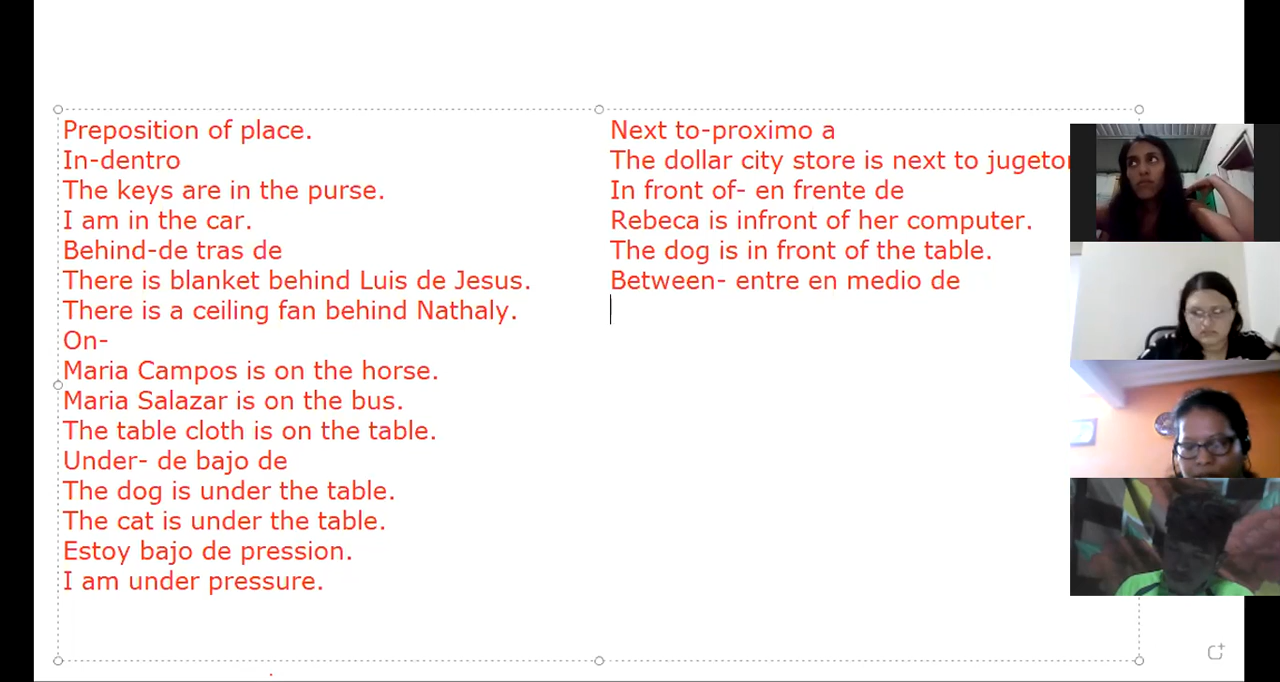 Preposition of place.
In-dentro
The keys are in the purse.
I am in the car.
Behind-de tras de
There is blanket behind Luis de Jesus.
There is a ceiling fan behind Nathaly.
On-
Maria Campos is on the horse.
Maria Salazar is on the bus.
The table cloth is on the table.
Under- de bajo de
The dog is under the table.
The cat is under the table.
Estoy bajo de pression.
I am under pressure.
Next to-proximo a
The dollar city store is next to
In front of- en frente de
Rebeca is infront of her computer.
The dog is in front of the table.
Between- entre en medio de